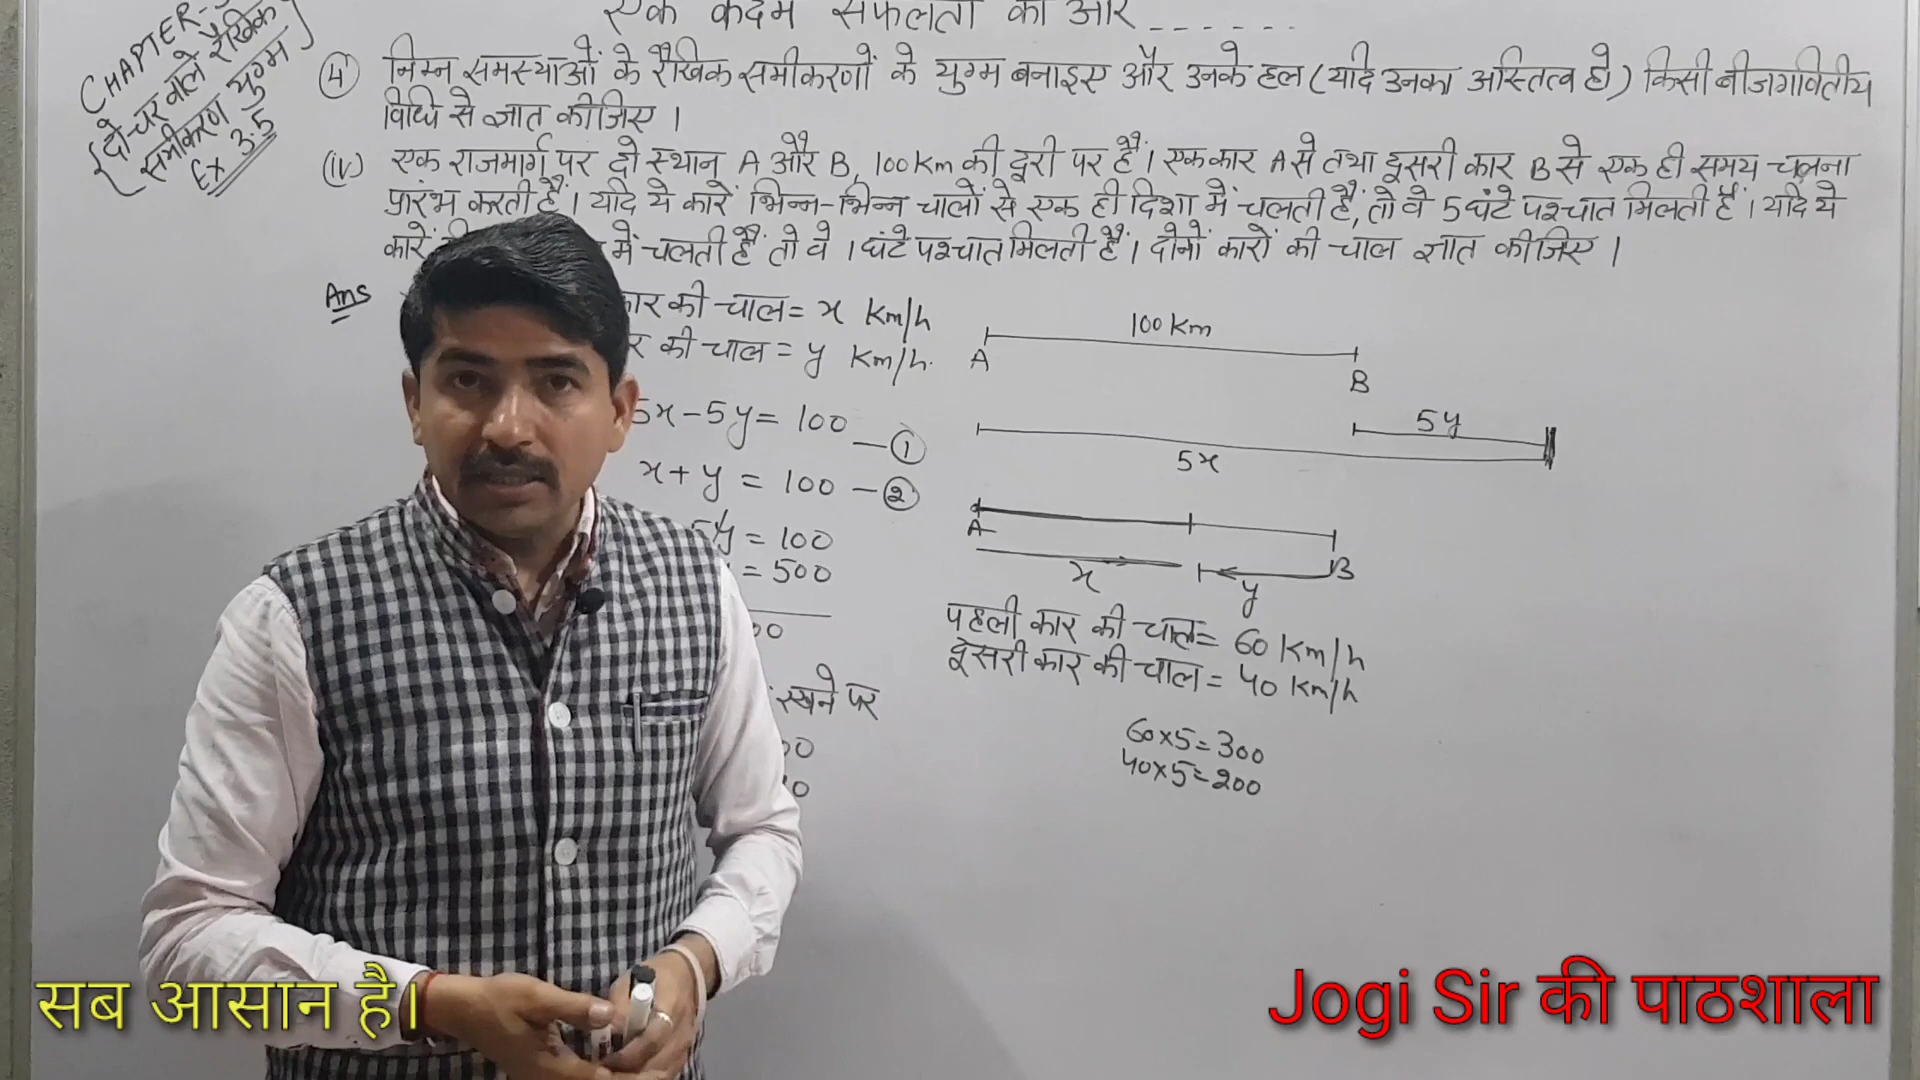 एक कदम सफलता की ओर ------
CHAPTER-3
{दो चर वाले रैखिक
समीकरण युग्म}
Ex 3.5
④ निम्न समस्याओं के रैखिक समीकरणों के युग्म बनाइए और उनके हल (यदि उनका अस्तित्व हो) किसी बीजगणितीय
विधि से ज्ञात कीजिए।
(iv) एक राजमार्ग पर दो स्थान A और B, 100 Km की दूरी पर हैं। एक कार A से तथा दूसरी कार B से एक ही समय चलना
प्रारंभ करती हैं। यदि ये कारें भिन्न-भिन्न चालों से एक ही दिशा में चलती हैं, तो वे 5 घंटे पश्चात मिलती हैं। यदि ये
कारें में चलती हैं तो वे 1 घंटे पश्चात मिलती हैं। दोनों कारों की चाल ज्ञात कीजिए।
Ans
कार की चाल = x Km/h
की चाल = y Km/h.
5x - 5y = 100 — ①
x + y = 100 — ②
5y = 100
= 500
रखने पर
100 Km
A
B
5y
5x
A
B
x
y
पहली कार की चाल = 60 Km/h
दूसरी कार की चाल = 40 Km/h
60×5=300
40×5=200
सब आसान है।
Jogi Sir की पाठशाला